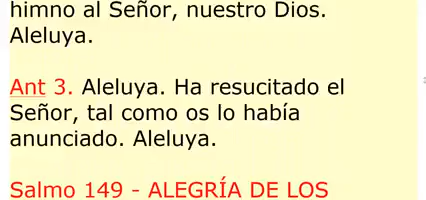 himno al Señor, nuestro Dios.
Aleluya.
Ant 3. Aleluya. Ha resucitado el
Señor, tal como os lo había
anunciado. Aleluya.
Salmo 149 - ALEGRÍA DE LOS